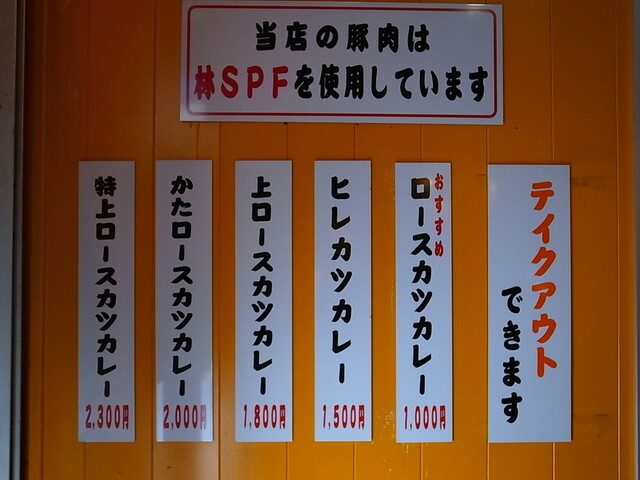 当店の豚肉は
林SPFを使用しています
テイクアウト
できます
おすすめ
ロースカツカレー
1,000円
ヒレカツカレー
1,500円
上ロースカツカレー
1,800円
かたロースカツカレー
2,000円
特上ロースカツカレー
2,300円